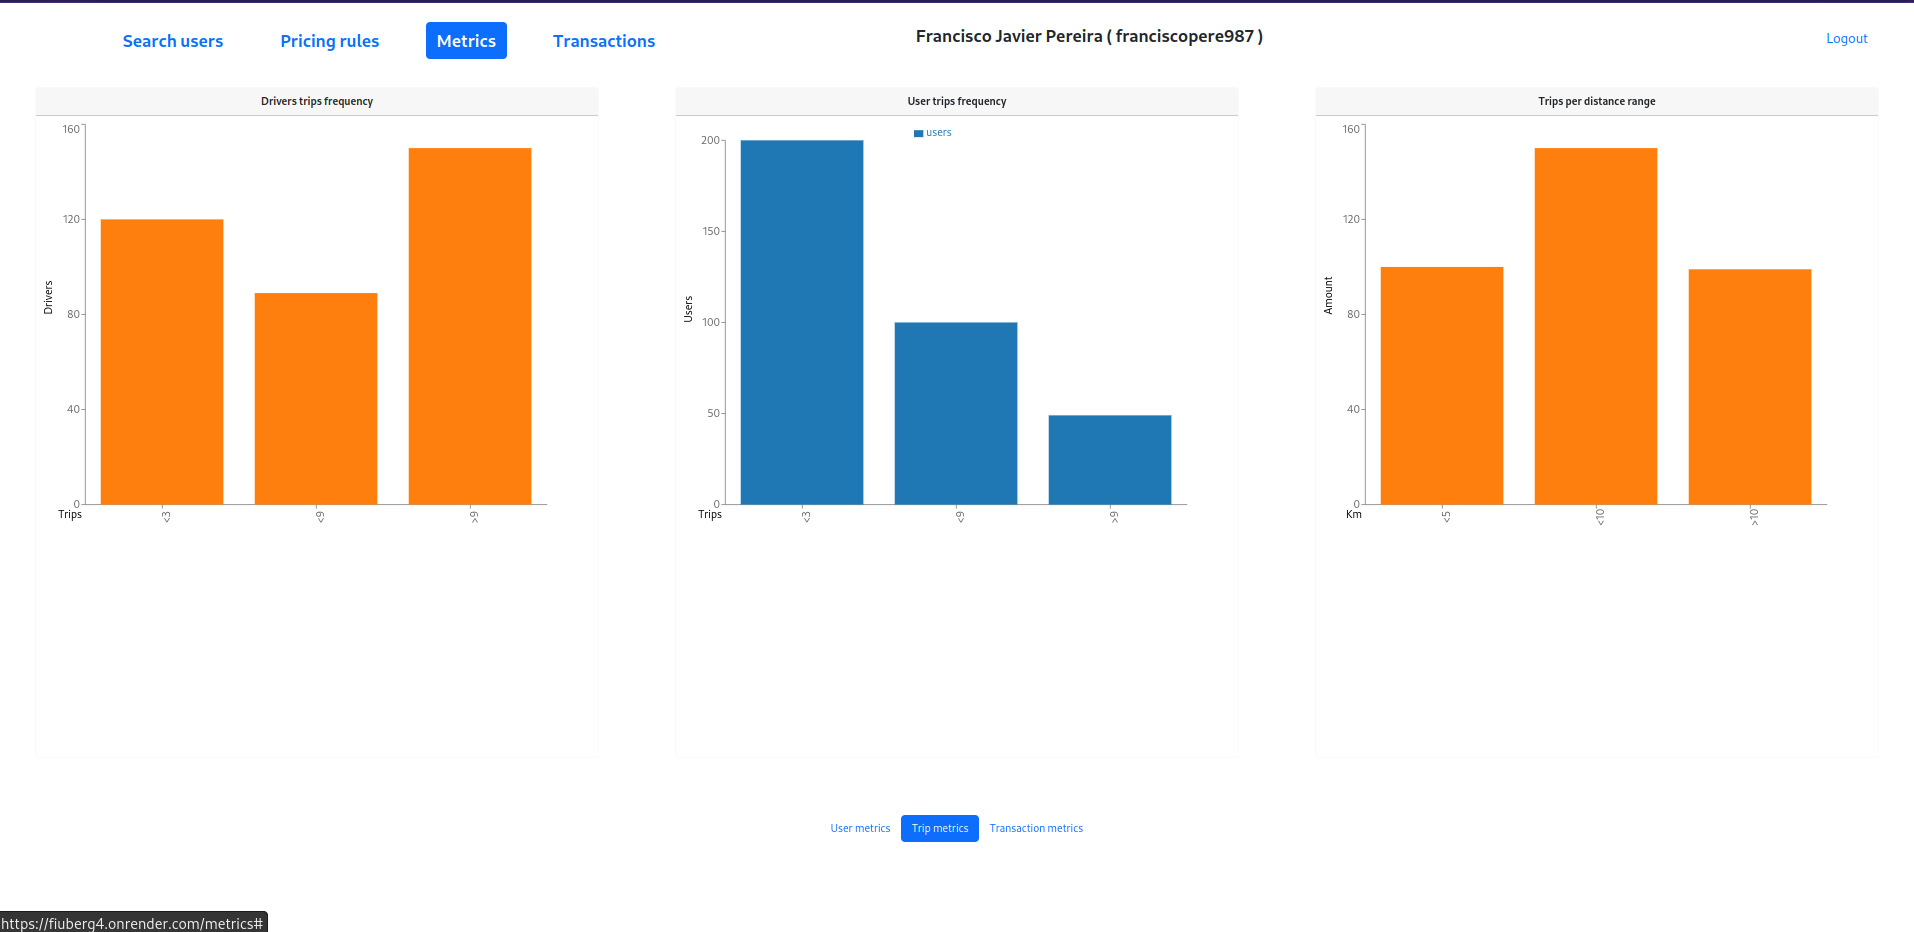 Search users
Pricing rules
Metrics
Transactions
Francisco Javier Pereira ( franciscopere987 )
Logout
Drivers trips frequency
160
120
80
40
0
Drivers
Trips
<3
<9
>9
User trips frequency
users
200
150
100
50
0
Users
Trips
<3
<9
>9
Trips per distance range
160
120
80
40
0
Amount
Km
<5
<10
>10
User metrics
Trip metrics
Transaction metrics
https://fiuberg4.onrender.com/metrics#